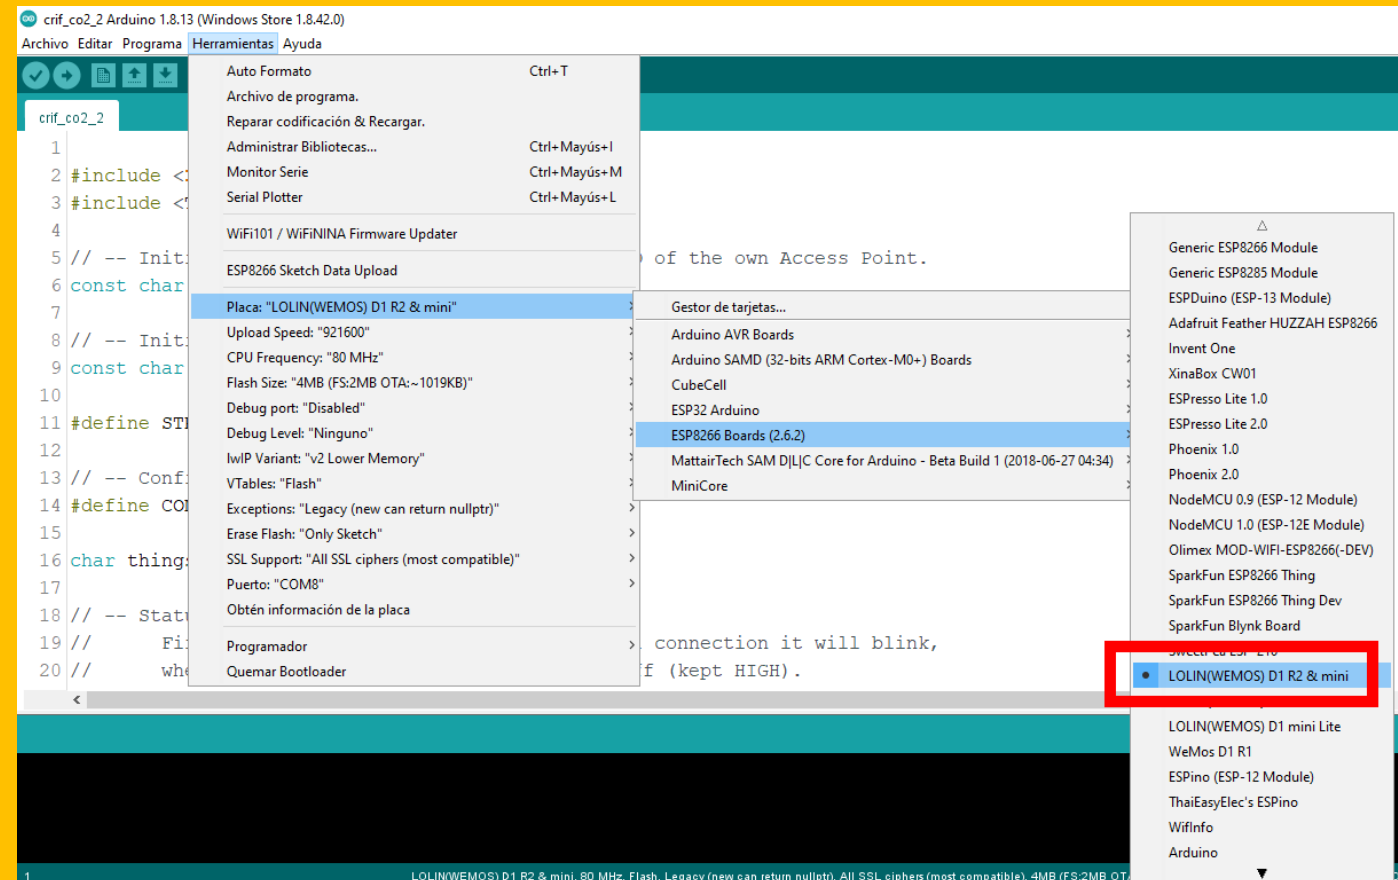 crif_co2_2 Arduino 1.8.13 (Windows Store 1.8.42.0)
Archivo Editar Programa Herramientas Ayuda
crif_co2_2
1
2 #include <
3 #include <
4
5 // -- Initi
of the own Access Point.
6 const char
7
8 // -- Initi
9 const char
10
11 #define
12
13 // -- Confi
14 #define
15
16 char things
17
18 // -- Statu
19 // Fi
connection it will blink,
20 // whe
(kept HIGH).
Auto Formato Ctrl+T
Archivo de programa.
Reparar codificación & Recargar.
Administrar Bibliotecas... Ctrl+Mayús+I
Monitor Serie Ctrl+Mayús+M
Serial Plotter Ctrl+Mayús+L
WiFi101 / WiFiNINA Firmware Updater
ESP8266 Sketch Data Upload
Placa: "LOLIN(WEMOS) D1 R2 & mini"
Upload Speed: "921600"
CPU Frequency: "80 MHz"
Flash Size: "4MB (FS:2MB OTA:~1019KB)"
Debug port: "Disabled"
Debug Level: "Ninguno"
lwIP Variant: "v2 Lower Memory"
VTables: "Flash"
Exceptions: "Legacy (new can return nullptr)"
Erase Flash: "Only Sketch"
SSL Support: "All SSL ciphers (most compatible)"
Puerto: "COM8"
Obtén información de la placa
Programador
Quemar Bootloader
Gestor de tarjetas...
Arduino AVR Boards
Arduino SAMD (32-bits ARM Cortex-M0+) Boards
CubeCell
ESP32 Arduino
ESP8266 Boards (2.6.2)
MattairTech SAM D|L|C Core for Arduino - Beta Build 1 (2018-06-27 04:34)
MiniCore
Generic ESP8266 Module
Generic ESP8285 Module
ESPDuino (ESP-13 Module)
Adafruit Feather HUZZAH ESP8266
Invent One
XinaBox CW01
ESPresso Lite 1.0
ESPresso Lite 2.0
Phoenix 1.0
Phoenix 2.0
NodeMCU 0.9 (ESP-12 Module)
NodeMCU 1.0 (ESP-12E Module)
Olimex MOD-WIFI-ESP8266(-DEV)
SparkFun ESP8266 Thing
SparkFun ESP8266 Thing Dev
SparkFun Blynk Board
SweetPea ESP-210
LOLIN(WEMOS) D1 R2 & mini
LOLIN(WEMOS) D1 mini Lite
WeMos D1 R1
ESPino (ESP-12 Module)
ThaiEasyElec's ESPino
WifInfo
Arduino
1
LOLIN(WEMOS) D1 R2 & mini, 80 MHz, Flash, Legacy (new can return nullptr), All SSL ciphers (most compatible), 4MB (FS:2MB OT